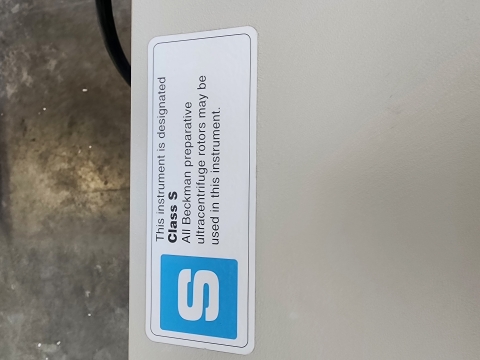 S
This instrument is designated
Class S
All Beckman preparative
ultracentrifuge rotors may be
used in this instrument.